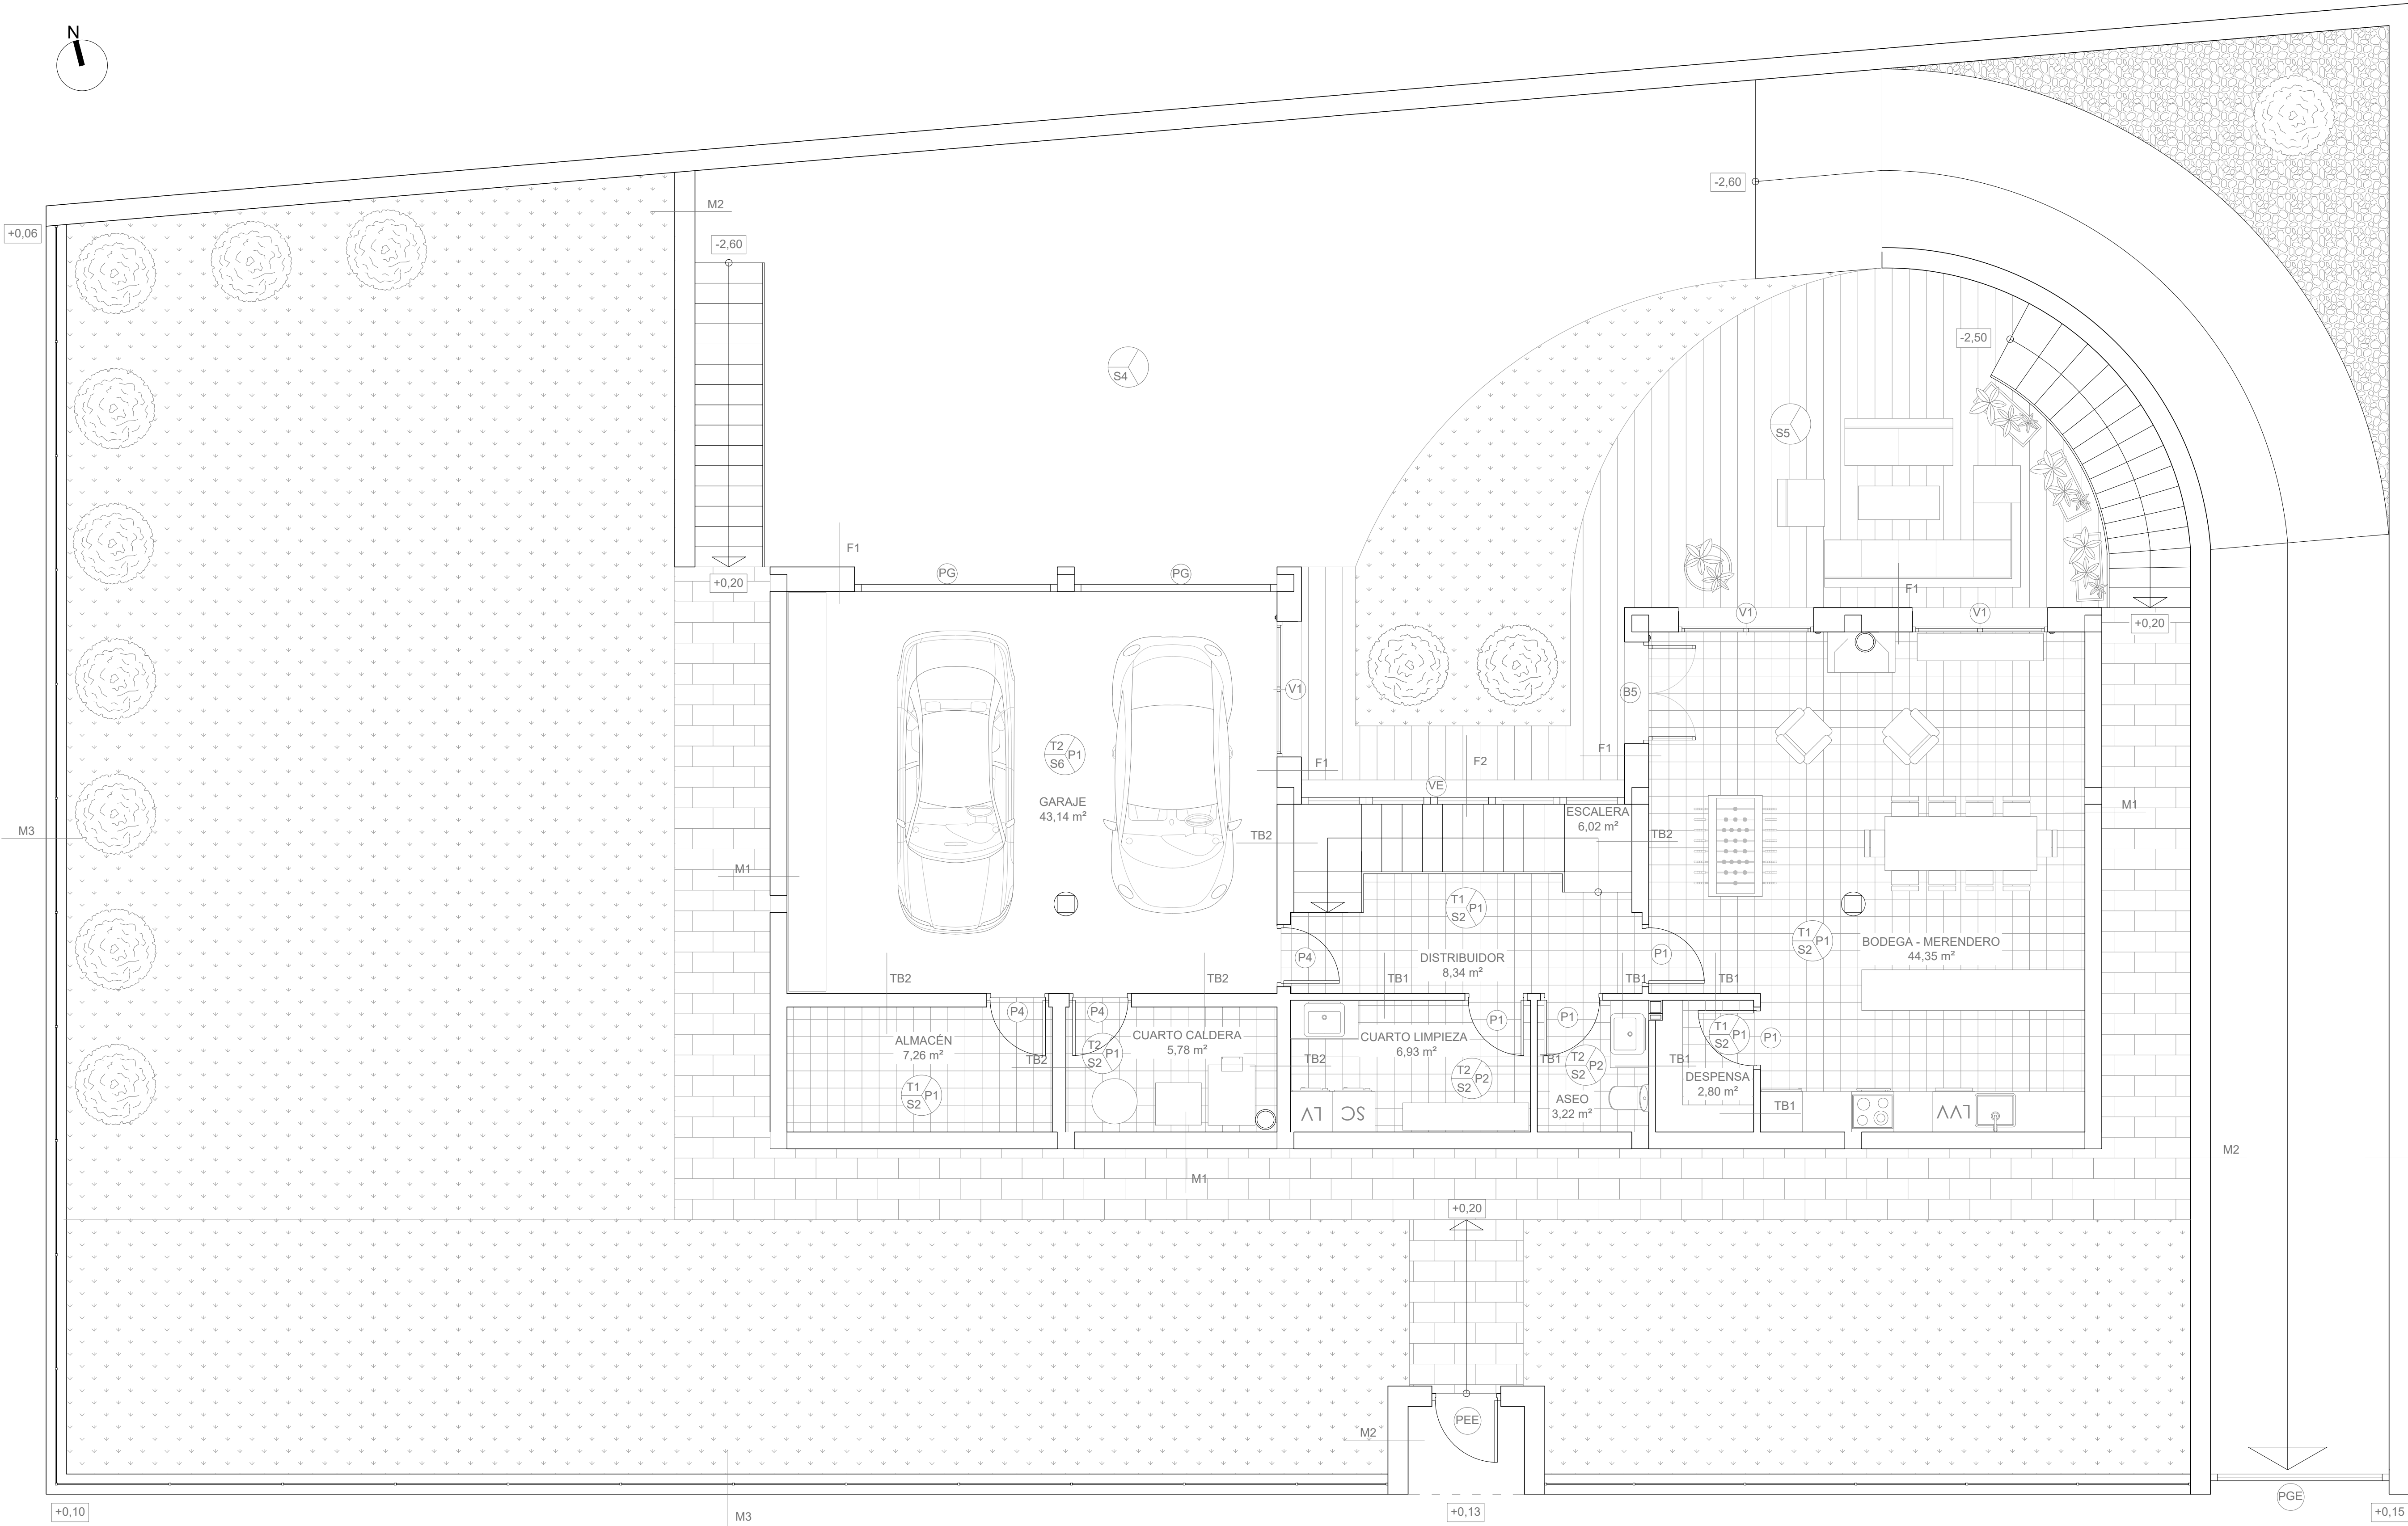 N
+0,06
M2
-2,60
-2,60
-2,50
S4
S5
F1
PG
PG
+0,20
F1
V1
V1
+0,20
V1
B5
T2
P1
S6
GARAJE
43,14 m²
F1
F2
F1
VE
ESCALERA
6,02 m²
M1
M3
TB2
TB2
M1
T1
P1
S2
T1
P1
S2
BODEGA - MERENDERO
44,35 m²
P4
DISTRIBUIDOR
8,34 m²
P1
TB2
TB2
TB1
TB1
TB1
P4
P4
P1
P1
T1
P1
S2
P1
ALMACÉN
7,26 m²
CUARTO CALDERA
5,78 m²
T2
P1
S2
TB2
CUARTO LIMPIEZA
6,93 m²
TB2
TB1
TB1
T2
P2
S2
T2
P2
S2
DESPENSA
2,80 m²
T1
P1
S2
ASEO
3,22 m²
TB1
LV
SC
LVV
M2
M1
+0,20
PEE
M2
+0,10
M3
+0,13
PGE
+0,15